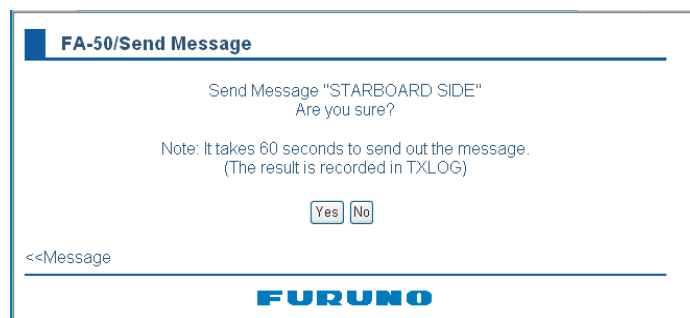 FA-50/Send Message
Send Message "STARBOARD SIDE"
Are you sure?
Note: It takes 60 seconds to send out the message.
(The result is recorded in TXLOG)
Yes No
<<Message
FURUNO